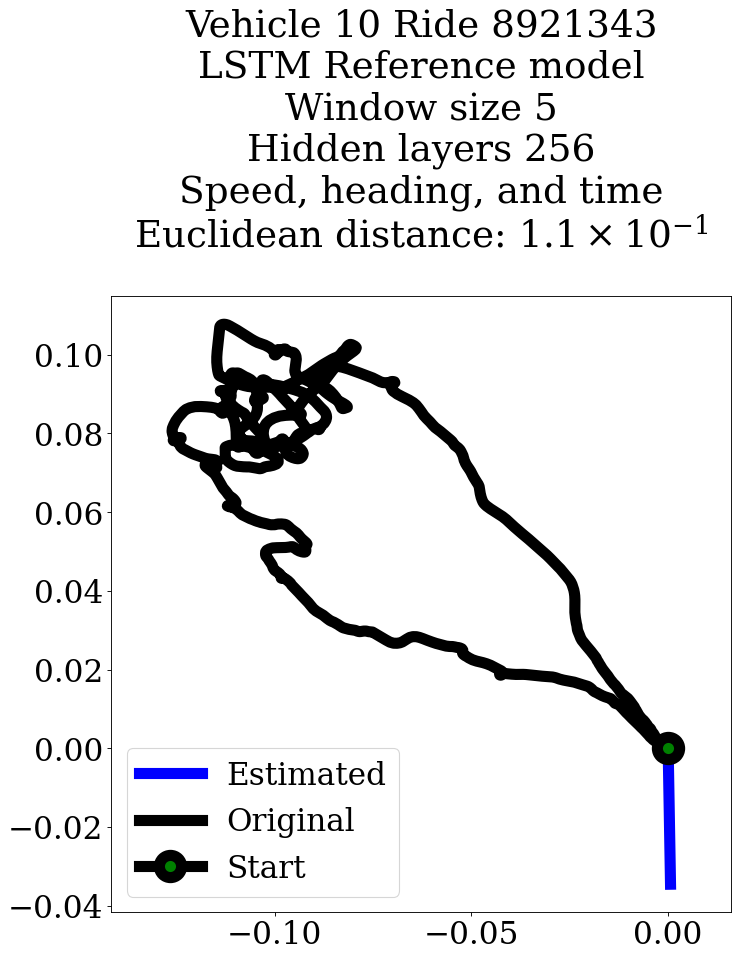 Vehicle 10 Ride 8921343
LSTM Reference model
Window size 5
Hidden layers 256
Speed, heading, and time
Euclidean distance: 1.1 × 10⁻¹
0.10
0.08
0.06
0.04
0.02
0.00
−0.02
−0.04
Estimated
Original
Start
−0.10
−0.05
0.00